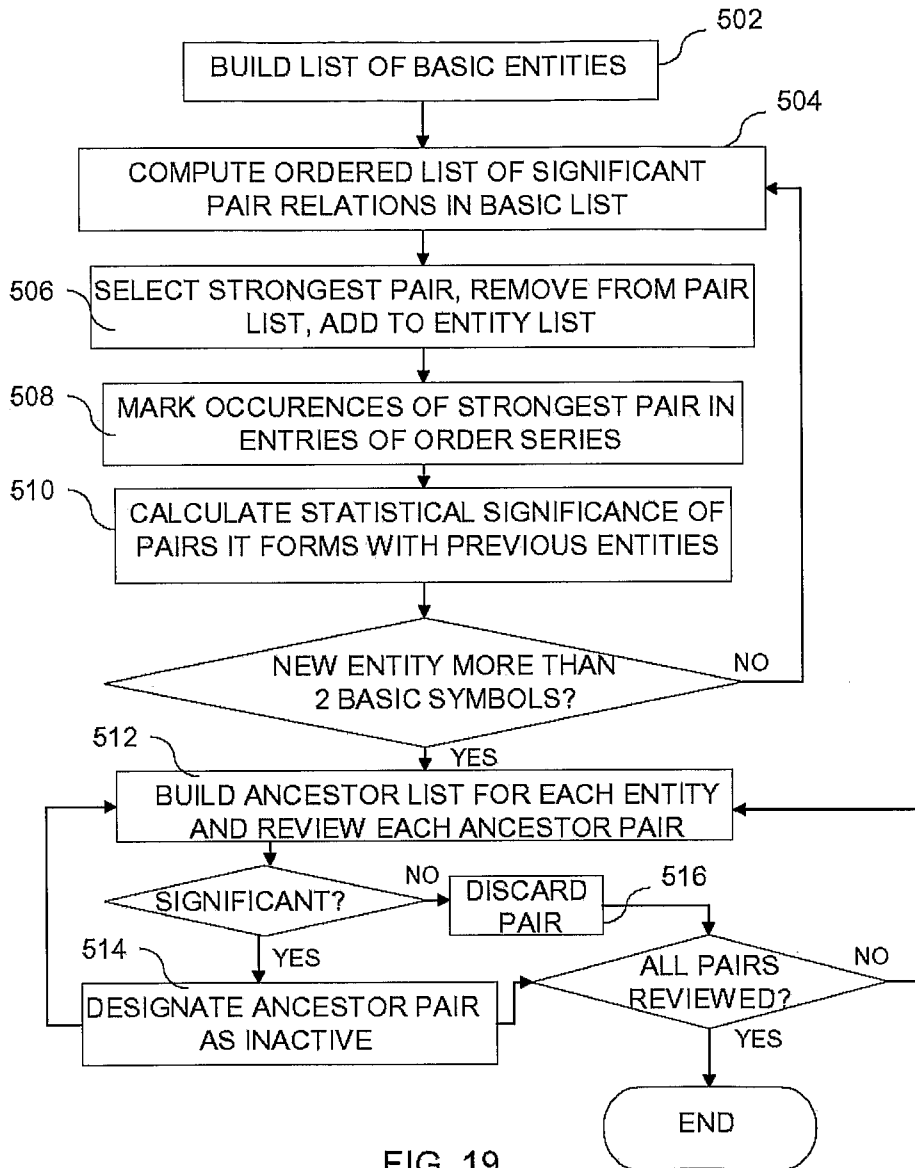 502
BUILD LIST OF BASIC ENTITIES
504
COMPUTE ORDERED LIST OF SIGNIFICANT
PAIR RELATIONS IN BASIC LIST
506
SELECT STRONGEST PAIR, REMOVE FROM PAIR
LIST, ADD TO ENTITY LIST
508
MARK OCCURENCES OF STRONGEST PAIR IN
ENTRIES OF ORDER SERIES
510
CALCULATE STATISTICAL SIGNIFICANCE OF
PAIRS IT FORMS WITH PREVIOUS ENTITIES
NEW ENTITY MORE THAN
2 BASIC SYMBOLS?
NO
YES
512
BUILD ANCESTOR LIST FOR EACH ENTITY
AND REVIEW EACH ANCESTOR PAIR
SIGNIFICANT?
NO
DISCARD
PAIR
516
YES
514
DESIGNATE ANCESTOR PAIR
AS INACTIVE
ALL PAIRS
REVIEWED?
NO
YES
END
FIG. 19